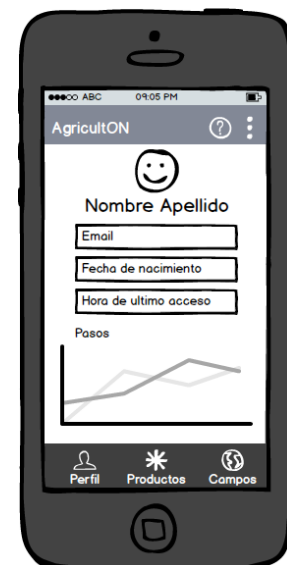 ABC 09:05 PM
AgricultON ?
Nombre Apellido
Email
Fecha de nacimiento
Hora de ultimo acceso
Pasos
Perfil Productos Campos